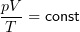 pV/T = const